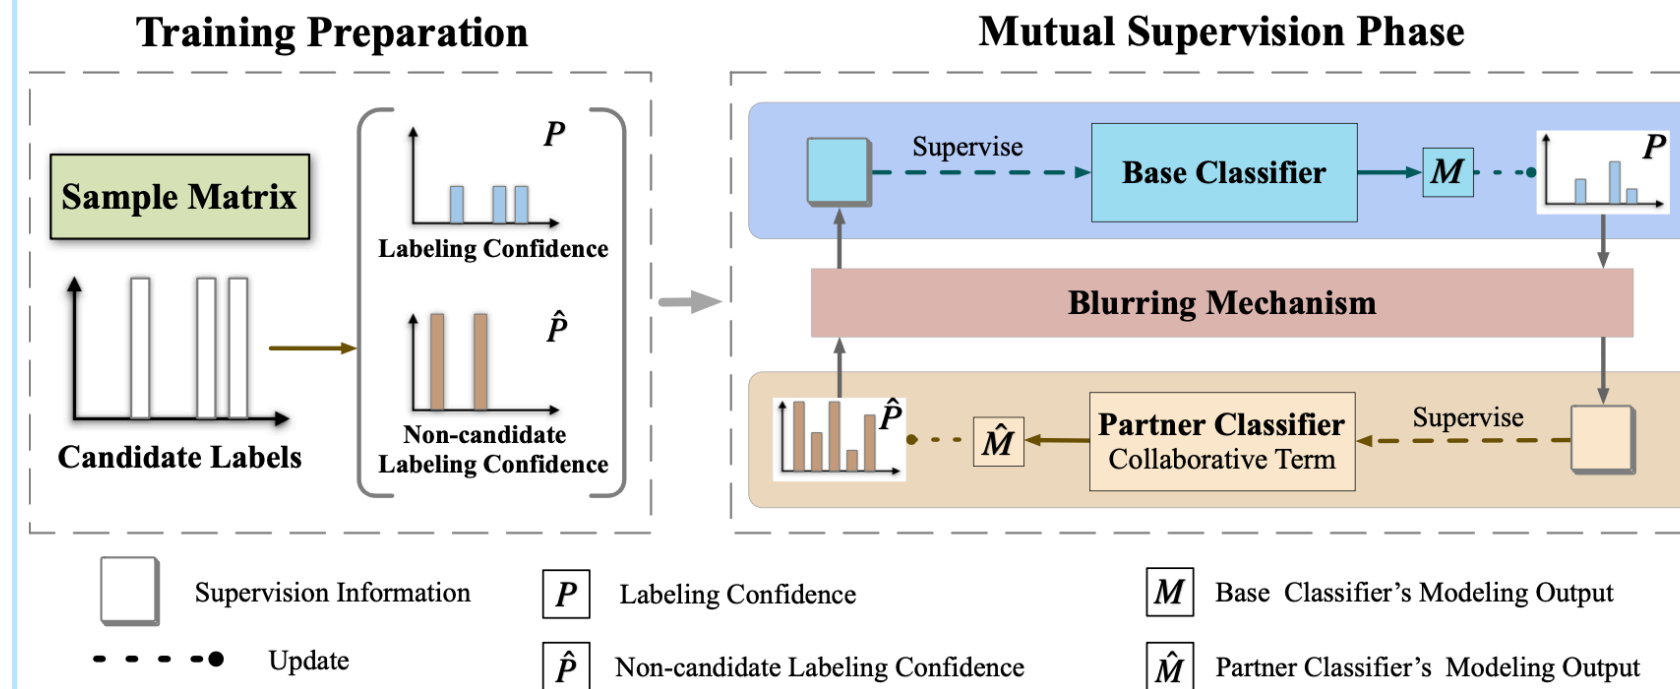 Training Preparation
Mutual Supervision Phase
Sample Matrix
P
Labeling Confidence
P̂
Non-candidate
Labeling Confidence
Candidate Labels
Supervise
Base Classifier
M
P
Blurring Mechanism
P̂
M̂
Partner Classifier
Collaborative Term
Supervise
Supervision Information
P
Labeling Confidence
M
Base Classifier's Modeling Output
Update
P̂
Non-candidate Labeling Confidence
M̂
Partner Classifier's Modeling Output